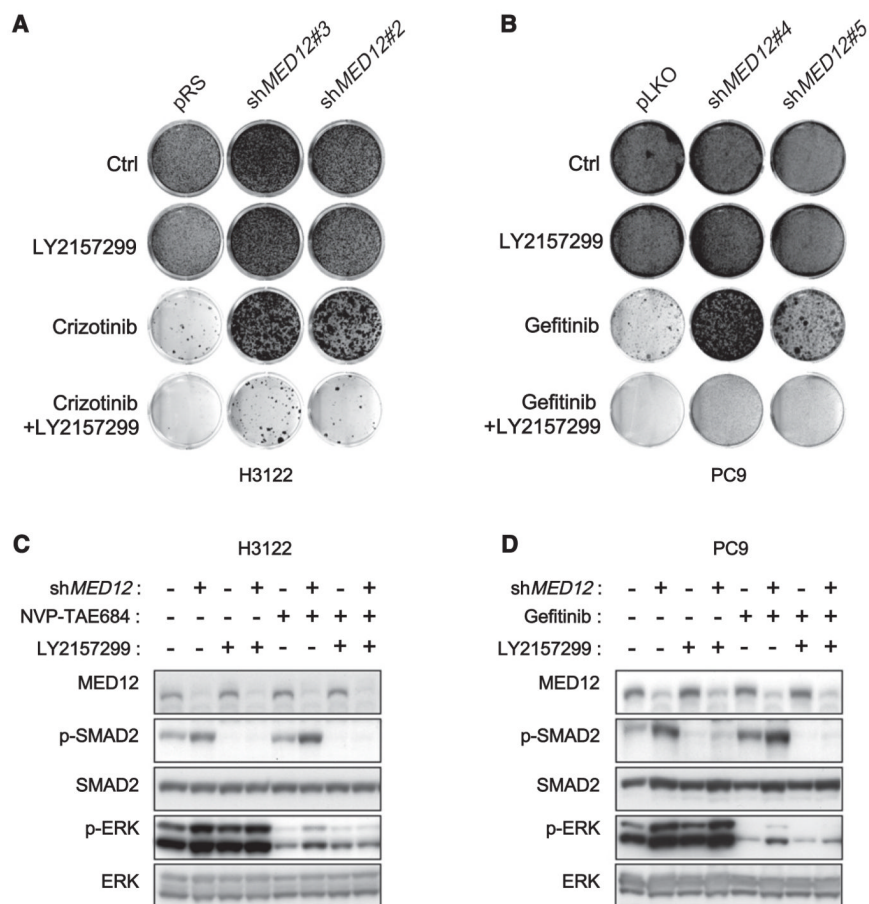 A
pRS
shMED12#3
shMED12#2
Ctrl
LY2157299
Crizotinib
Crizotinib
+LY2157299
H3122
B
pLKO
shMED12#4
shMED12#5
Ctrl
LY2157299
Gefitinib
Gefitinib
+LY2157299
PC9
C
H3122
shMED12 : - + - + - + - +
NVP-TAE684 : - - - - + + + +
LY2157299 : - - + + - - + +
MED12
p-SMAD2
SMAD2
p-ERK
ERK
D
PC9
shMED12 : - + - + - + - +
Gefitinib : - - - - + + + +
LY2157299 : - - + + - - + +
MED12
p-SMAD2
SMAD2
p-ERK
ERK